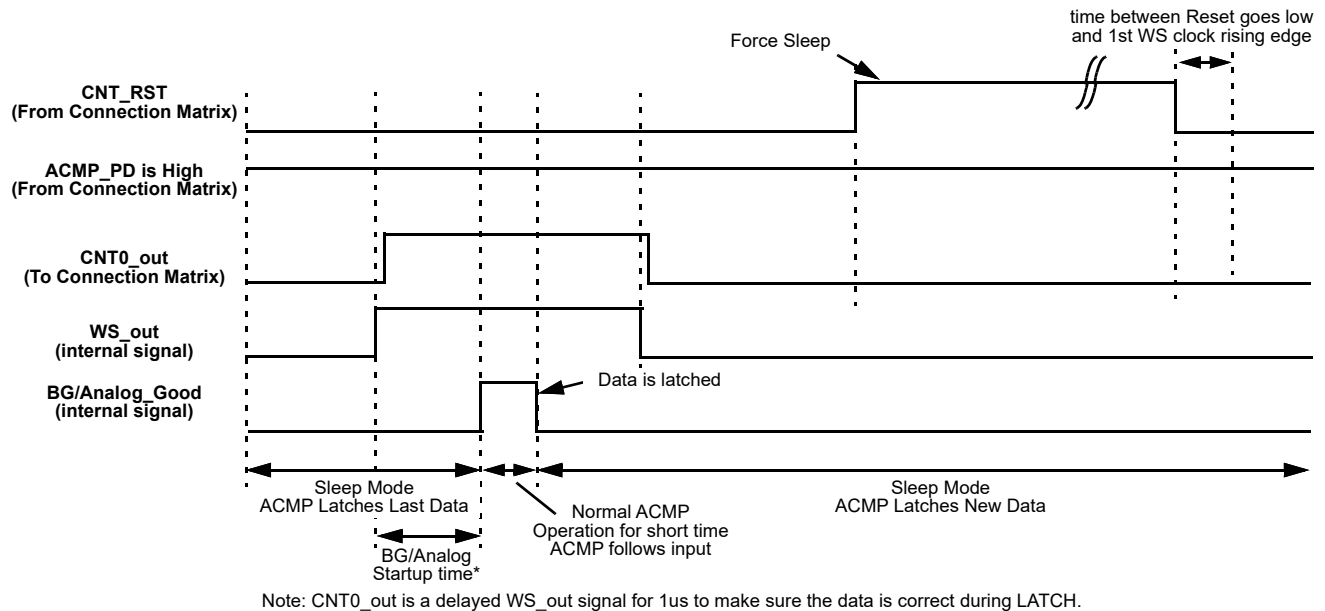 time between Reset goes low
and 1st WS clock rising edge
Force Sleep
CNT_RST
(From Connection Matrix)
ACMP_PD is High
(From Connection Matrix)
CNT0_out
(To Connection Matrix)
WS_out
(internal signal)
BG/Analog_Good
(internal signal)
Data is latched
Sleep Mode
ACMP Latches Last Data
Normal ACMP
Operation for short time
ACMP follows input
Sleep Mode
ACMP Latches New Data
BG/Analog
Startup time*
Note: CNT0_out is a delayed WS_out signal for 1us to make sure the data is correct during LATCH.